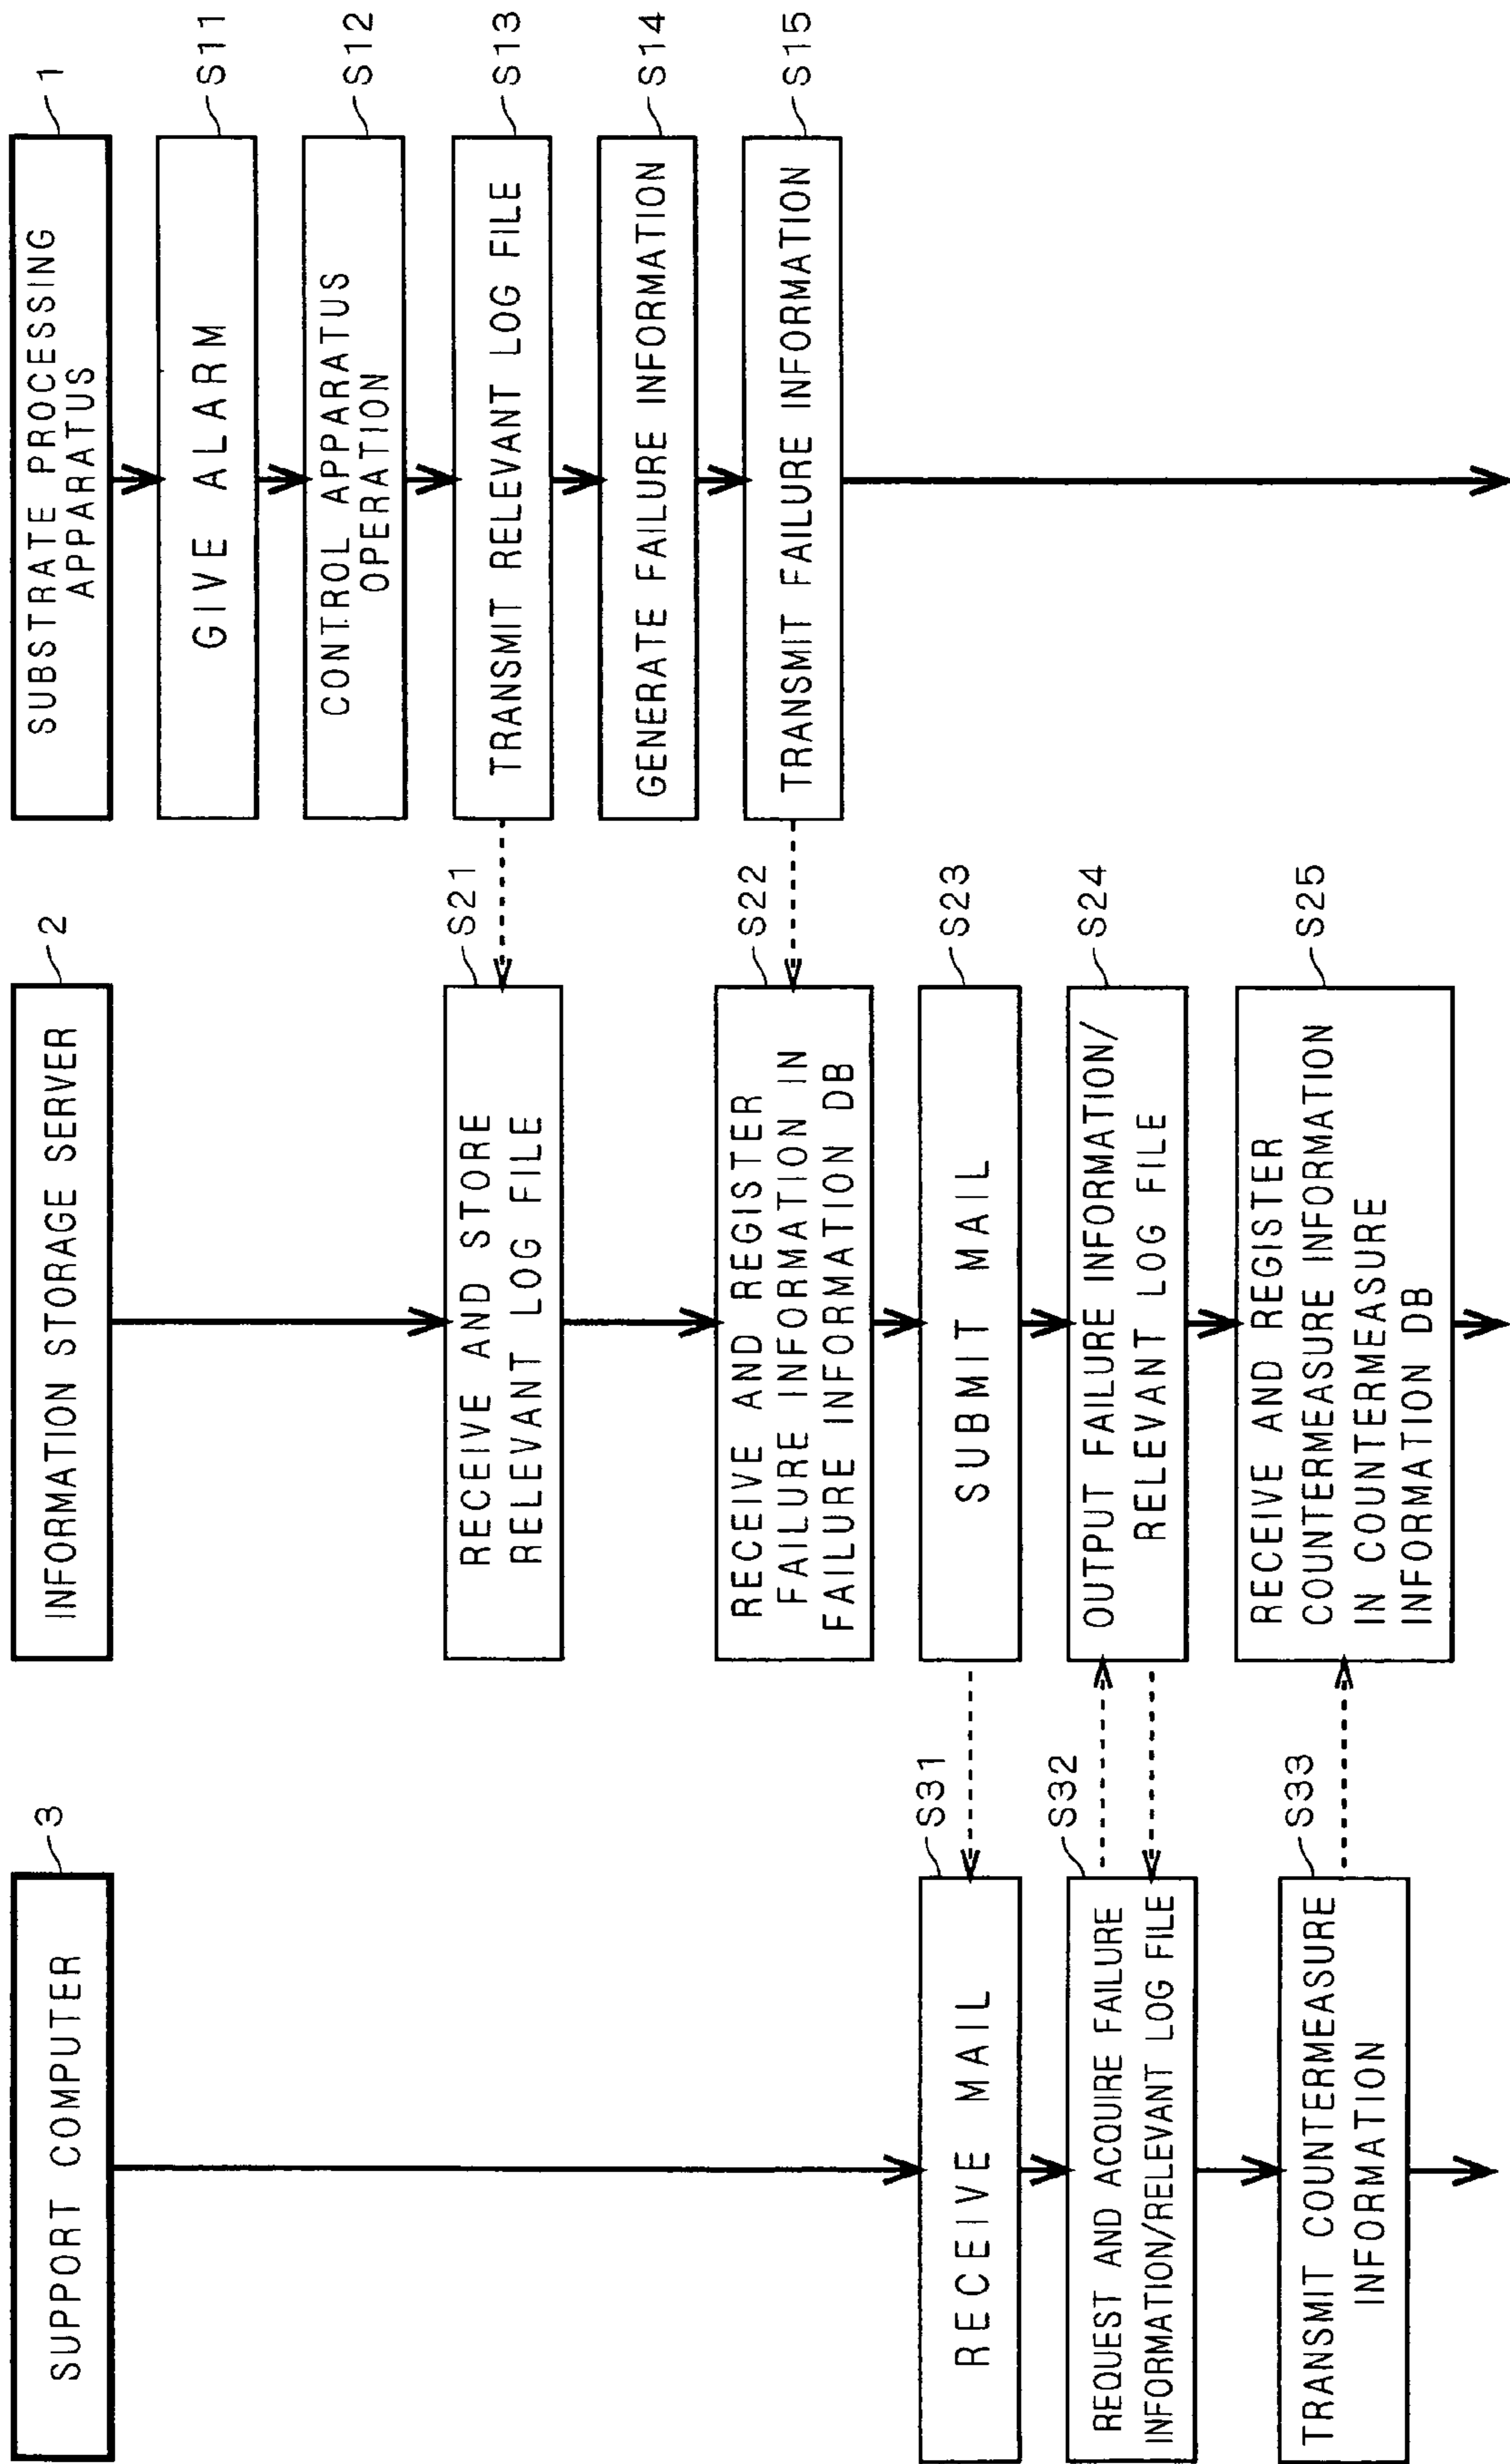 SUPPORT COMPUTER
3
RECEIVE MAIL
S31
REQUEST AND ACQUIRE FAILURE
INFORMATION/RELEVANT LOG FILE
S32
TRANSMIT COUNTERMEASURE
INFORMATION
S33
INFORMATION STORAGE SERVER
2
RECEIVE AND STORE
RELEVANT LOG FILE
S21
RECEIVE AND REGISTER
FAILURE INFORMATION IN
FAILURE INFORMATION DB
S22
SUBMIT MAIL
S23
OUTPUT FAILURE INFORMATION/
RELEVANT LOG FILE
S24
RECEIVE AND REGISTER
COUNTERMEASURE INFORMATION
IN COUNTERMEASURE
INFORMATION DB
S25
SUBSTRATE PROCESSING
APPARATUS
1
GIVE ALARM
S11
CONTROL APPARATUS
OPERATION
S12
TRANSMIT RELEVANT LOG FILE
S13
GENERATE FAILURE INFORMATION
S14
TRANSMIT FAILURE INFORMATION
S15